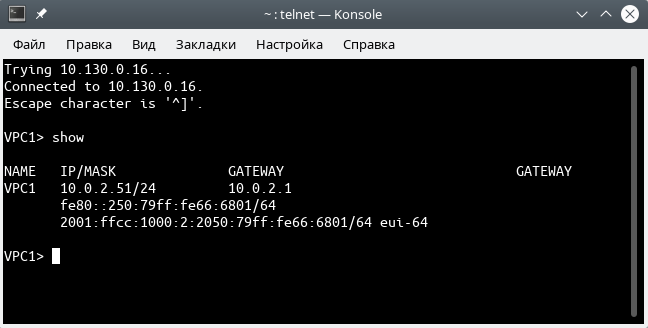 ~ : telnet — Konsole
Файл Правка Вид Закладки Настройка Справка
Trying 10.130.0.16...
Connected to 10.130.0.16.
Escape character is '^]'.
VPC1> show
NAME IP/MASK GATEWAY GATEWAY
VPC1 10.0.2.51/24 10.0.2.1
fe80::250:79ff:fe66:6801/64
2001:ffcc:1000:2:2050:79ff:fe66:6801/64 eui-64
VPC1>